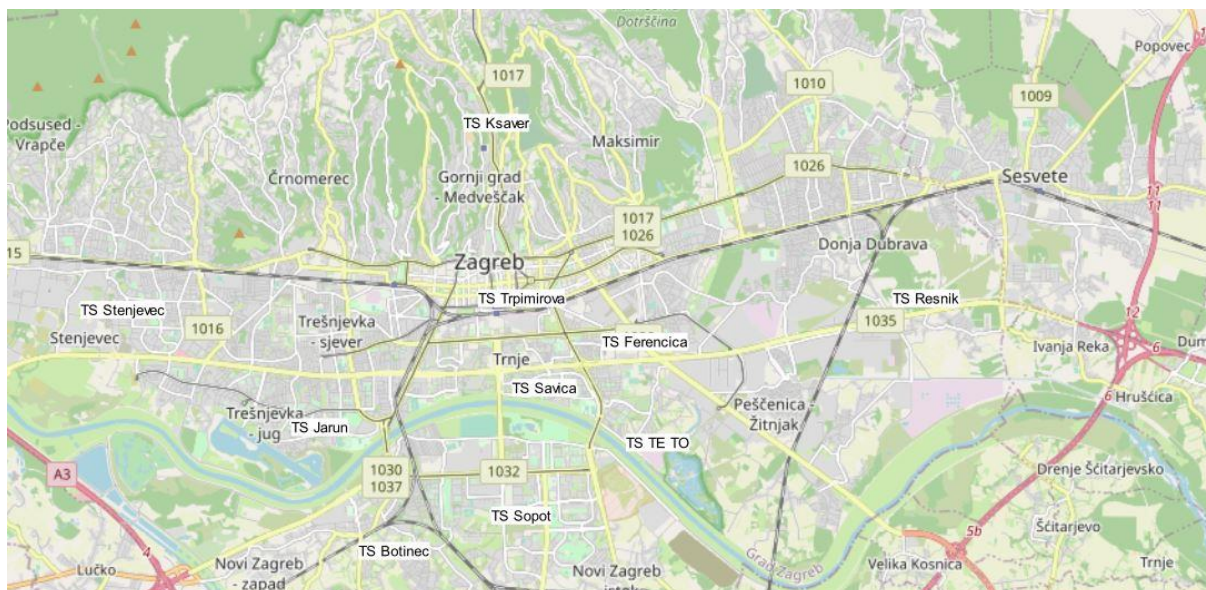 Dotrščina
Popovec
1017
1010
1009
TS Ksaver
Podsused -
Vrapče
Maksimir
Črnomerec
Gornji grad
- Medveščak
1026
Sesvete
11
11
1017
1026
15
Zagreb
Donja Dubrava
TS Stenjevec
TS Trpimirova
TS Resnik
Stenjevec
1016
Trešnjevka
- sjever
1035
12
TS Ferencica
Ivanja Reka
6
Dum
Trnje
TS Savica
6
Hrušćica
Trešnjevka
- jug
TS Jarun
Peščenica -
Žitnjak
TS TE TO
A3
1030
1037
1032
Drenje Šćitarjevsko
TS Sopot
Šćitarjevo
5b
4
TS Botinec
Lučko
Novi Zagreb
- zapad
Novi Zagreb
Grad Zagreb
Velika Kosnica
Trnje